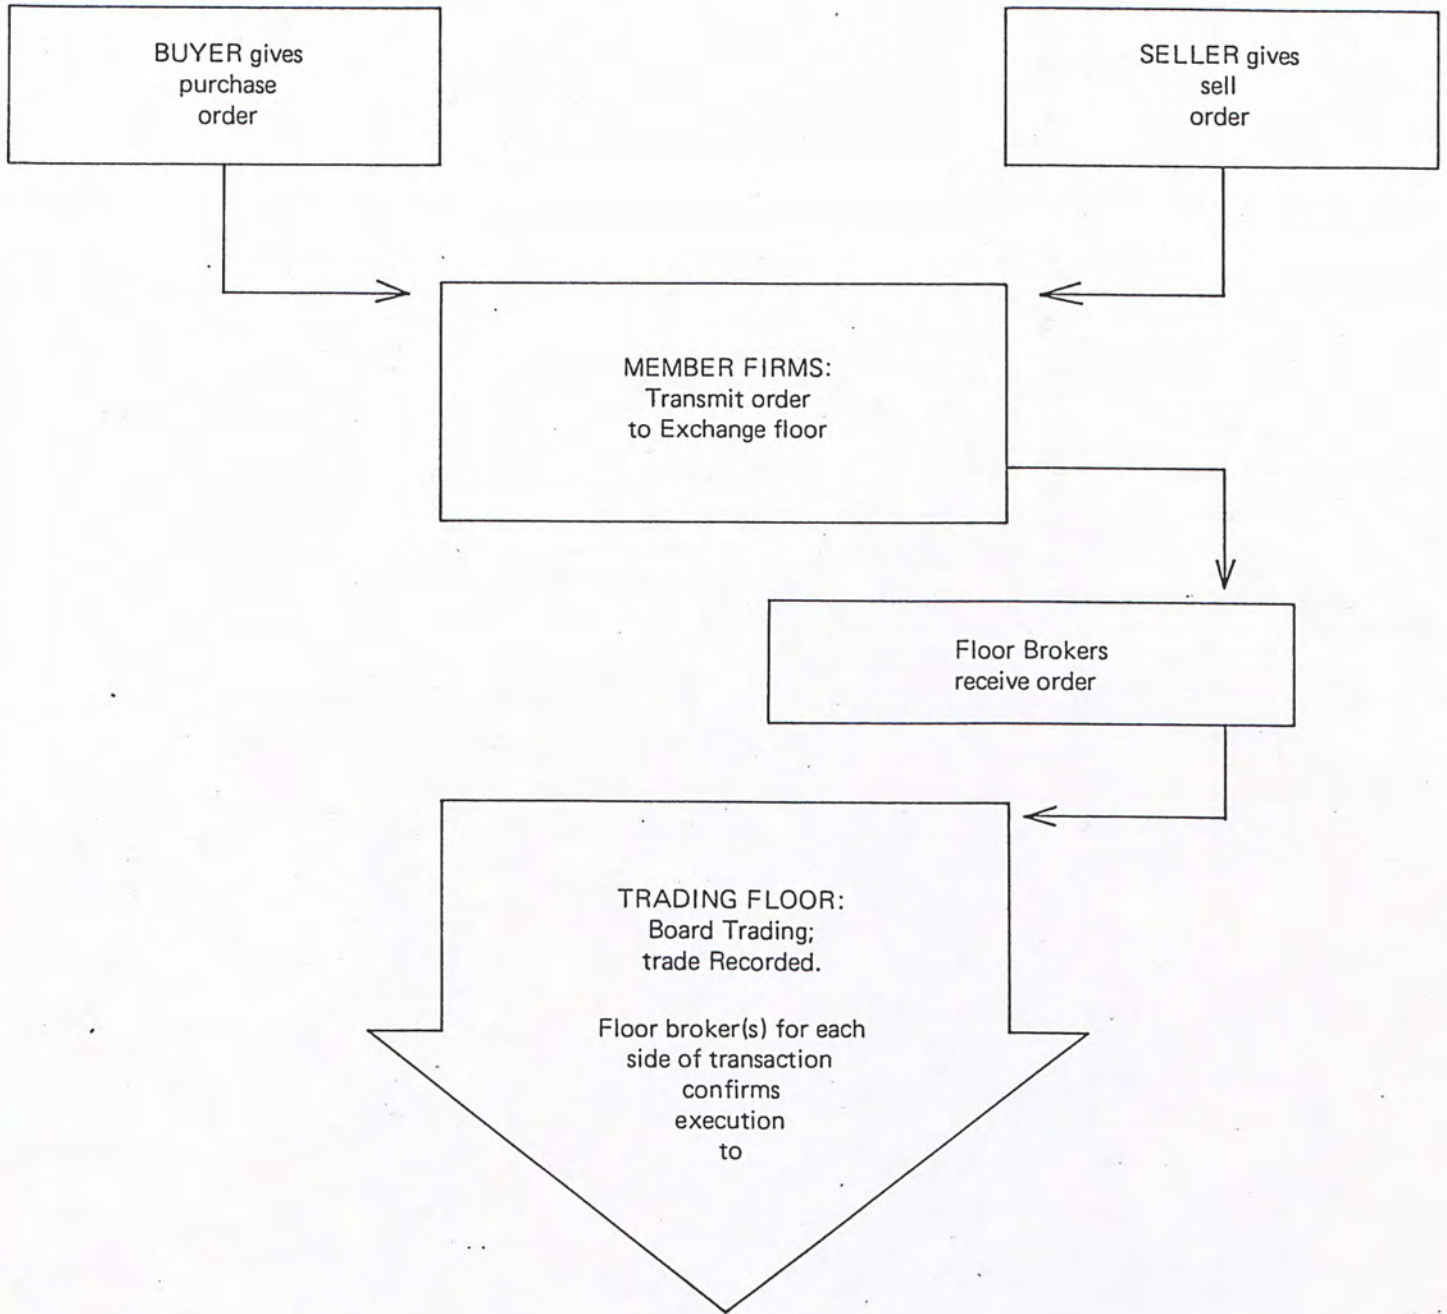 BUYER gives
purchase
order
SELLER gives
sell
order
MEMBER FIRMS:
Transmit order
to Exchange floor
Floor Brokers
receive order
TRADING FLOOR:
Board Trading;
trade Recorded.
Floor broker(s) for each
side of transaction
confirms
execution
to